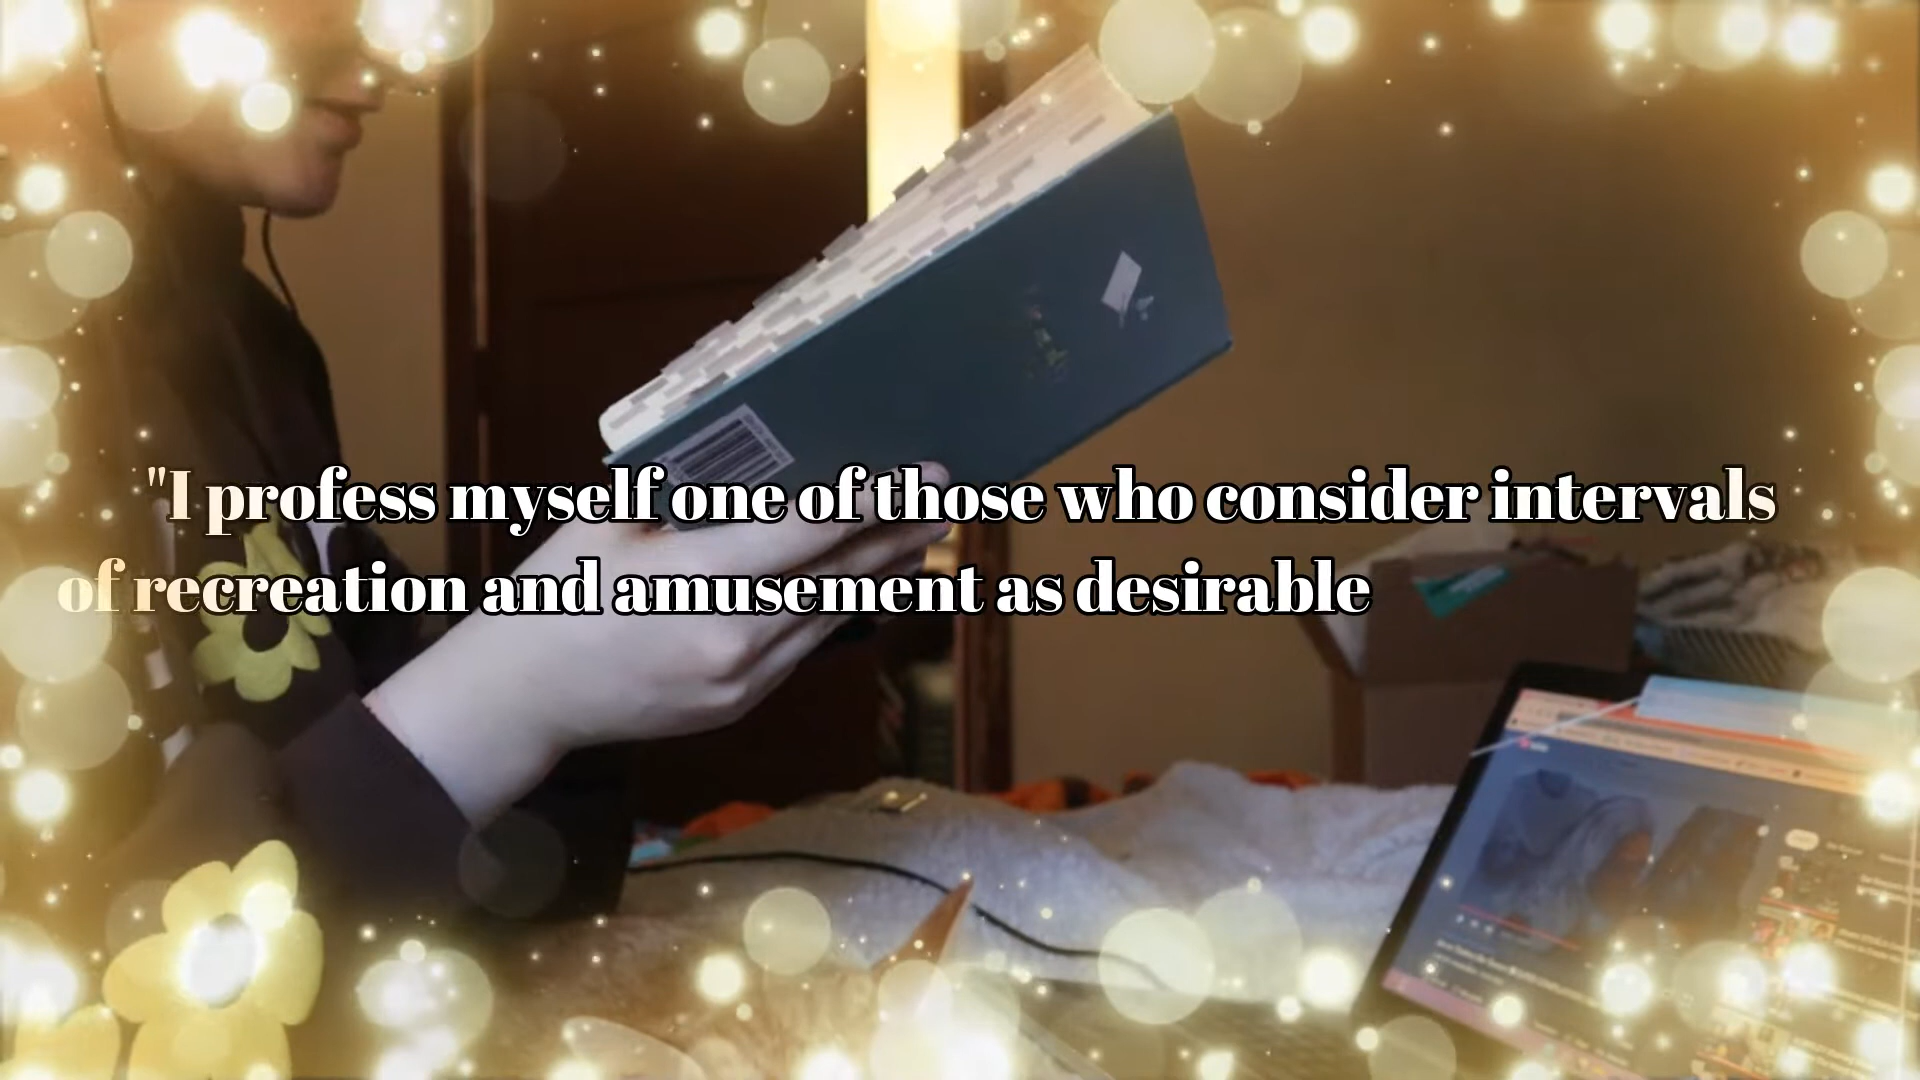 "I profess myself one of those who consider intervals
of recreation and amusement as desirable